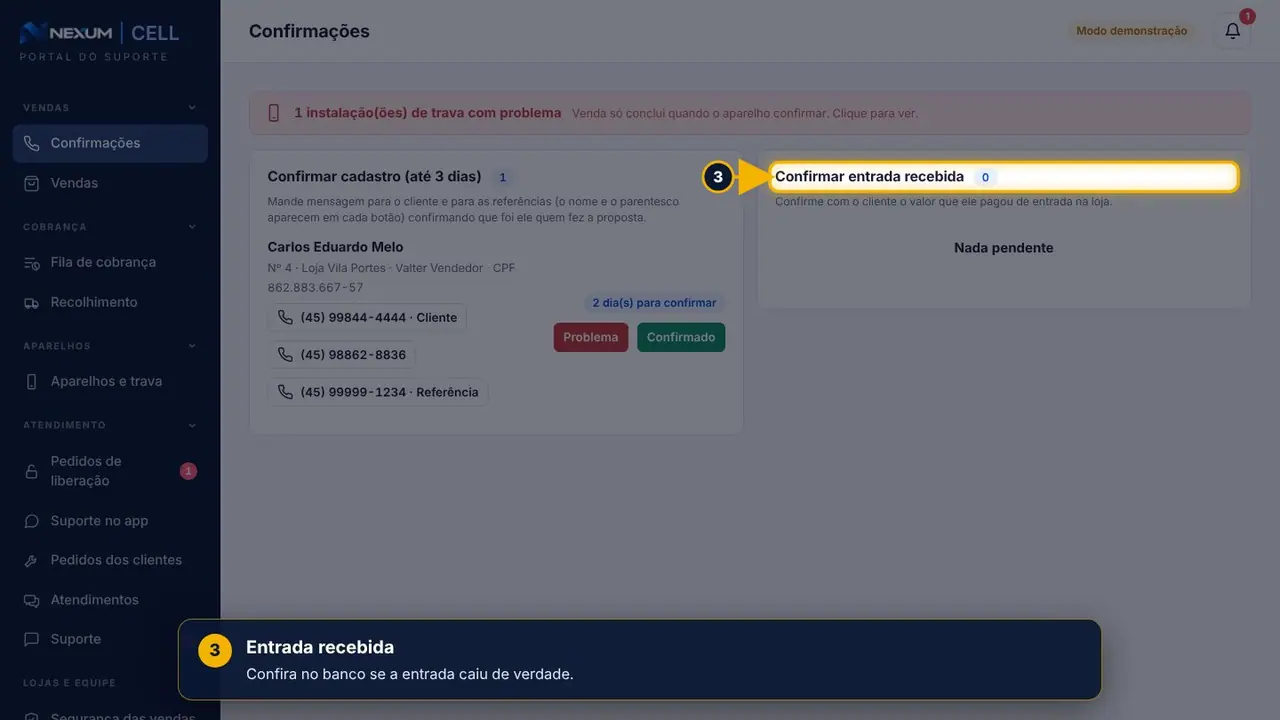 NEXUM | CELL
PORTAL DO SUPORTE
VENDAS
Confirmações
Vendas
COBRANÇA
Fila de cobrança
Recolhimento
APARELHOS
Aparelhos e trava
ATENDIMENTO
Pedidos de
liberação
1
Suporte no app
Pedidos dos clientes
Atendimentos
Suporte
LOJAS E EQUIPE
Segurança das vendas
Confirmações
Modo demonstração
1
1 instalação(ões) de trava com problema Venda só conclui quando o aparelho confirmar. Clique para ver.
Confirmar cadastro (até 3 dias) 1
Mande mensagem para o cliente e para as referências (o nome e o parentesco
aparecem em cada botão) confirmando que foi ele quem fez a proposta.
Carlos Eduardo Melo
Nº 4 · Loja Vila Portes · Valter Vendedor CPF
862.883.667-57
2 dia(s) para confirmar
(45) 99844-4444 · Cliente
Problema
Confirmado
(45) 98862-8836
(45) 99999-1234 · Referência
3
Confirmar entrada recebida 0
Confirme com o cliente o valor que ele pagou de entrada na loja.
Nada pendente
3
Entrada recebida
Confira no banco se a entrada caiu de verdade.